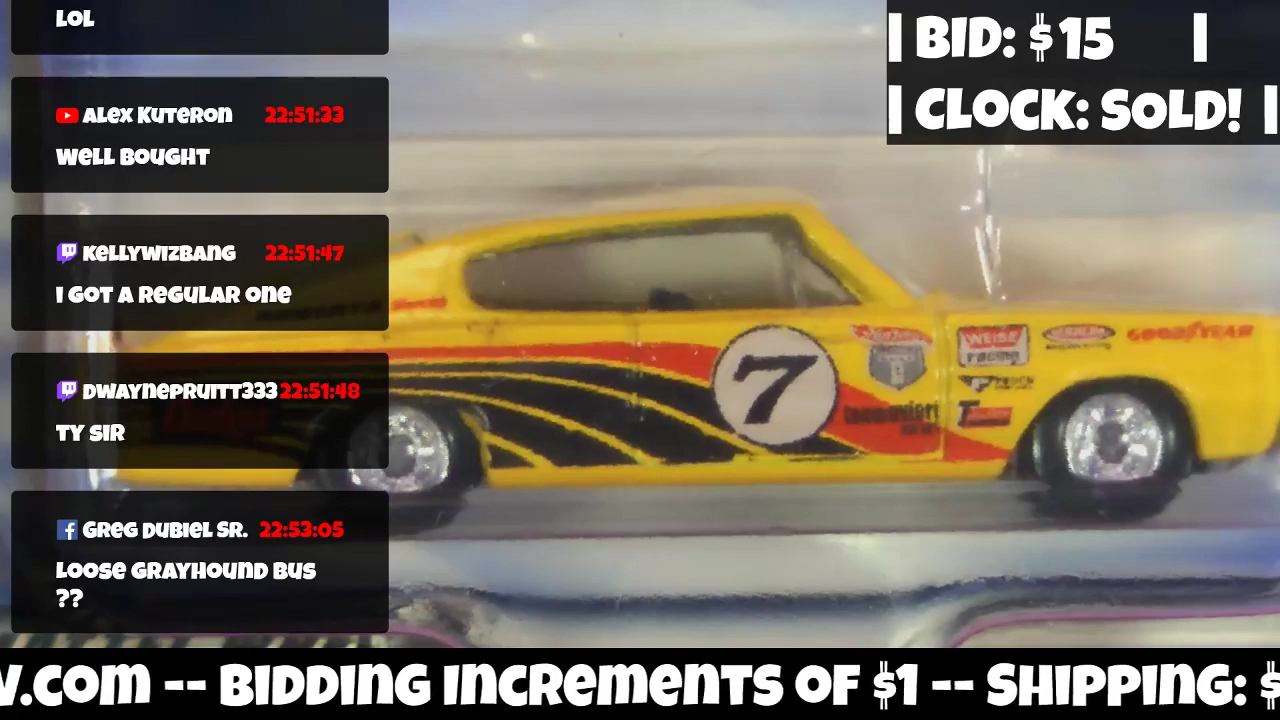 LOL
| BID: $15 |
| CLOCK: SOLD! |
Alex Kuteron 22:51:33
Well bought
kellywizbang 22:51:47
I got a regular one
dwaynepruitt333 22:51:48
TY sir
Greg Dubiel Sr. 22:53:05
Loose Grayhound bus
??
7
WEISE
racing
GOODYEAR
v.com -- Bidding increments of $1 -- Shipping: $